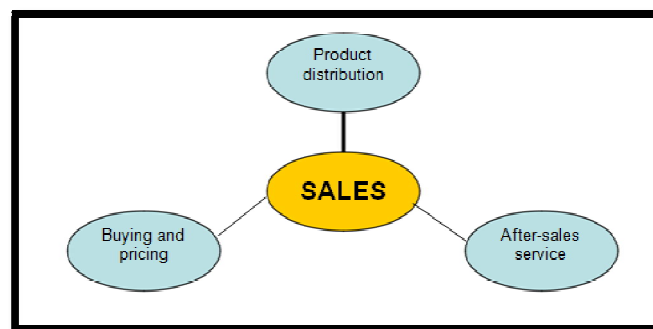 Product
distribution
SALES
Buying and
pricing
After-sales
service